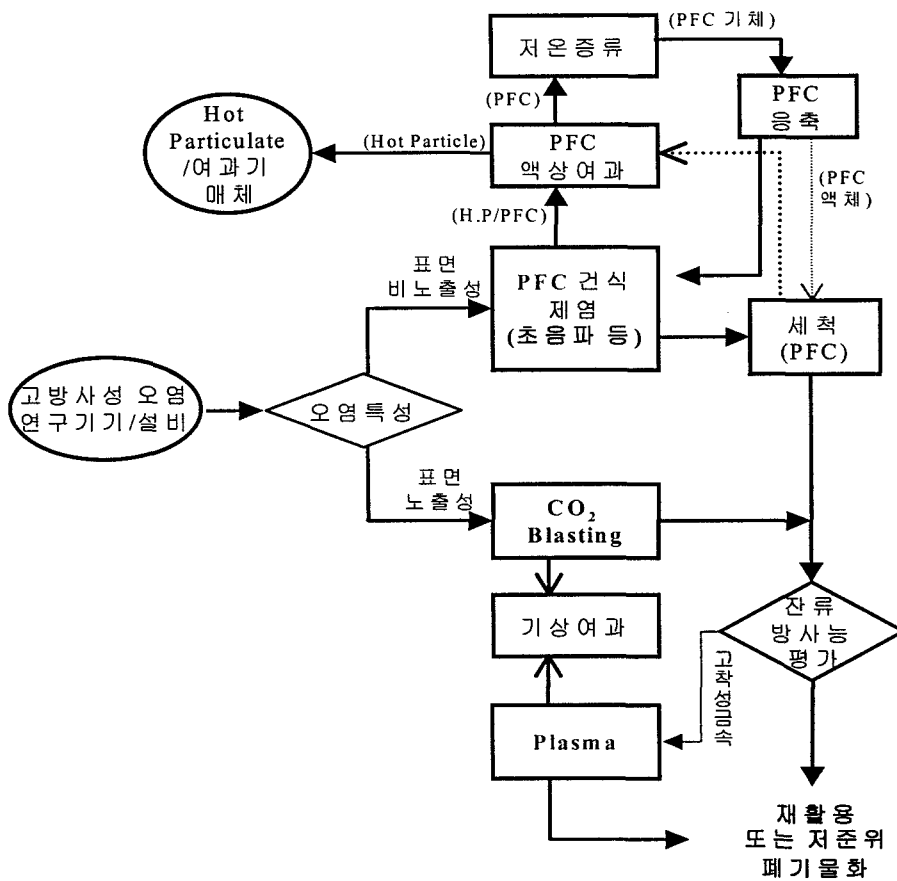 (PFC 기체)
저온증류
PFC
응축
(PFC)
Hot
Particulate
/여과기
매체
(Hot Particle)
PFC
액상여과
(PFC
액체)
(H.P/PFC)
표면
비노출성
PFC 건식
제염
(초음파 등)
세척
(PFC)
고방사성 오염
연구기기/설비
오염특성
표면
노출성
CO₂
Blasting
기상여과
잔류
방사능
평가
고착성금속
Plasma
재활용
또는 저준위
폐기물화